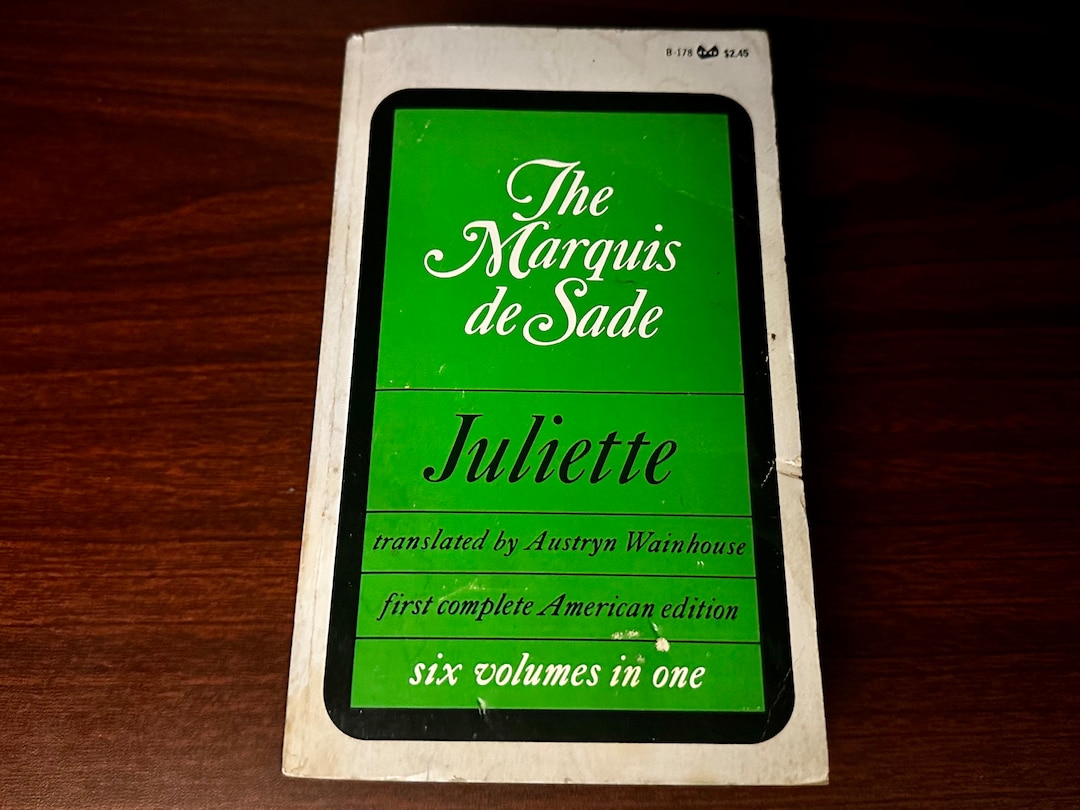 B-178 $2.45
The
Marquis
de Sade
Juliette
translated by Austryn Wainhouse
first complete American edition
six volumes in one